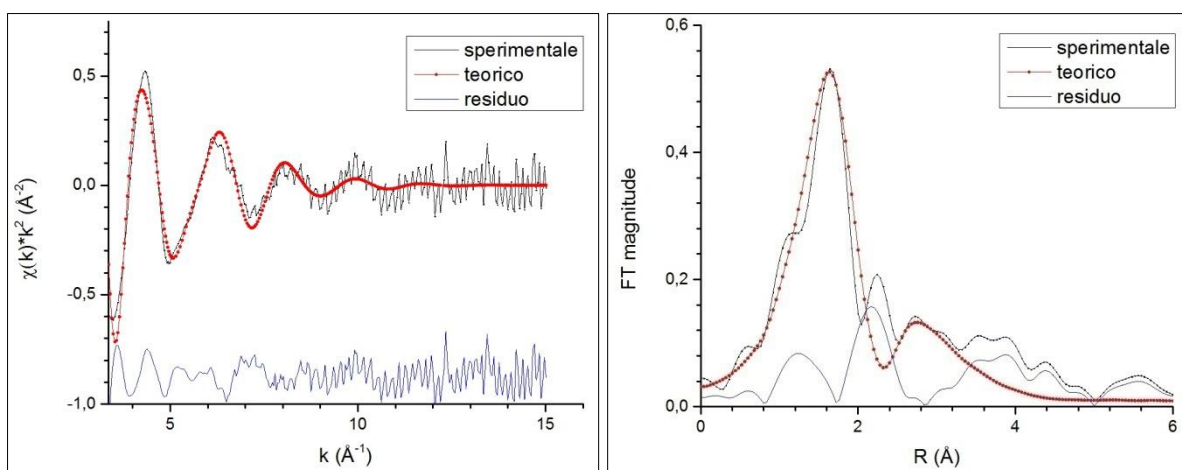 sperimentale
teorico
residuo
0,5
0,0
-0,5
-1,0
χ(k)*k² (Å⁻²)
5
10
15
k (Å⁻¹)
sperimentale
teorico
residuo
0,6
0,4
0,2
0,0
FT magnitude
0
2
4
6
R (Å)